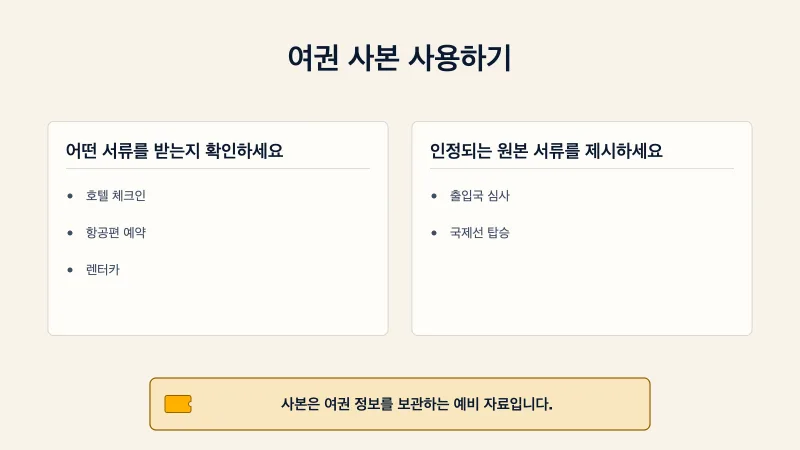 여권 사본 사용하기
어떤 서류를 받는지 확인하세요
호텔 체크인
항공편 예약
렌터카
인정되는 원본 서류를 제시하세요
출입국 심사
국제선 탑승
사본은 여권 정보를 보관하는 예비 자료입니다.